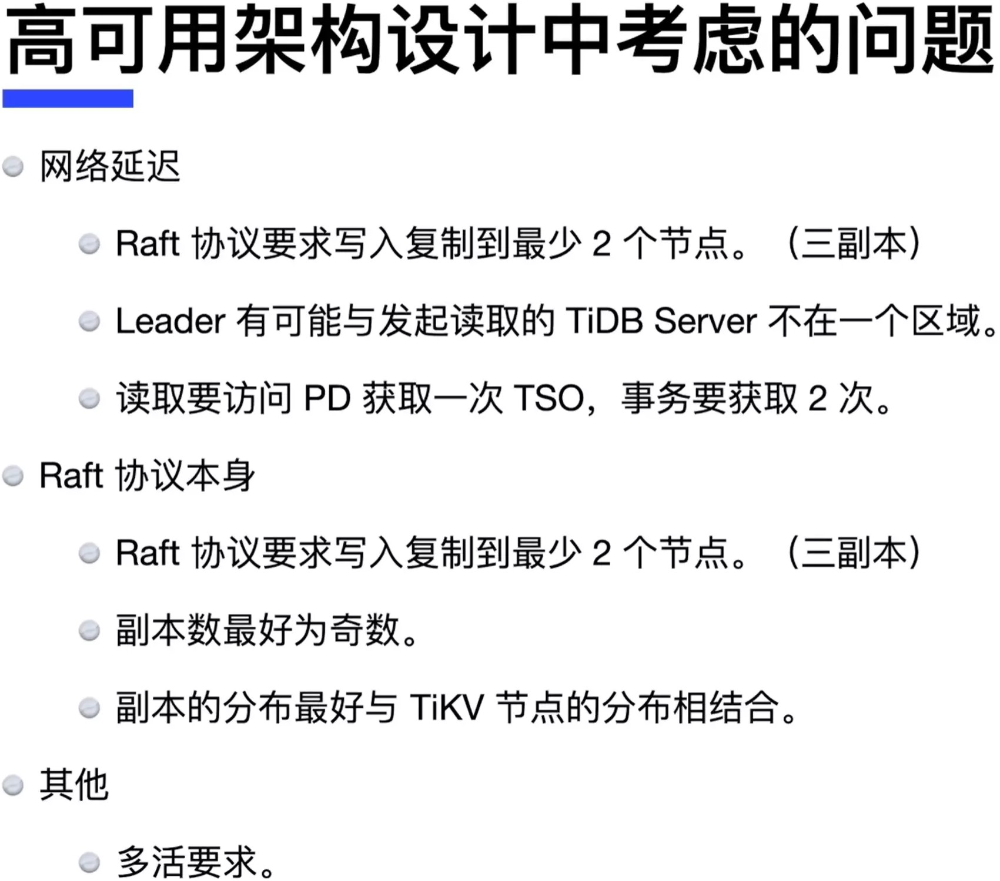 高可用架构设计中考虑的问题
网络延迟
Raft 协议要求写入复制到最少 2 个节点。（三副本）
Leader 有可能与发起读取的 TiDB Server 不在一个区域。
读取要访问 PD 获取一次 TSO，事务要获取 2 次。
Raft 协议本身
Raft 协议要求写入复制到最少 2 个节点。（三副本）
副本数最好为奇数。
副本的分布最好与 TiKV 节点的分布相结合。
其他
多活要求。